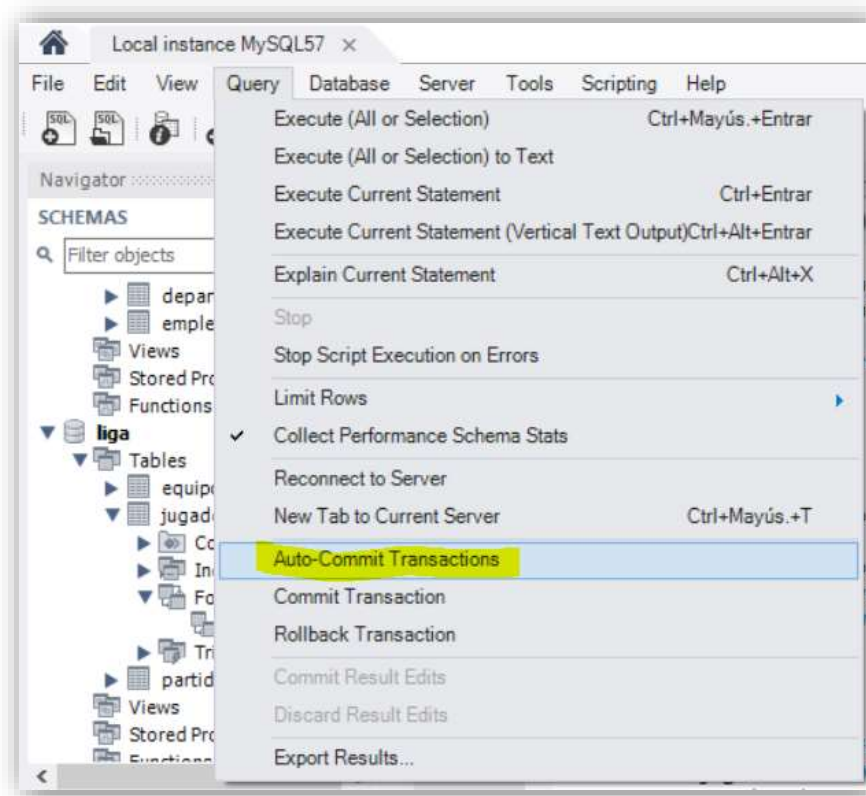 Local instance MySQL57 ×
File Edit View Query Database Server Tools Scripting Help
SQL SQL
Navigator
SCHEMAS
Filter objects
depar
emple
Views
Stored Pro
Functions
liga
Tables
equipo
jugad
Co
In
Fo
Tri
partid
Views
Stored Pro
Functions
Execute (All or Selection) Ctrl+Mayús.+Entrar
Execute (All or Selection) to Text
Execute Current Statement Ctrl+Entrar
Execute Current Statement (Vertical Text Output)Ctrl+Alt+Entrar
Explain Current Statement Ctrl+Alt+X
Stop
Stop Script Execution on Errors
Limit Rows
Collect Performance Schema Stats
Reconnect to Server
New Tab to Current Server Ctrl+Mayús.+T
Auto-Commit Transactions
Commit Transaction
Rollback Transaction
Commit Result Edits
Discard Result Edits
Export Results...